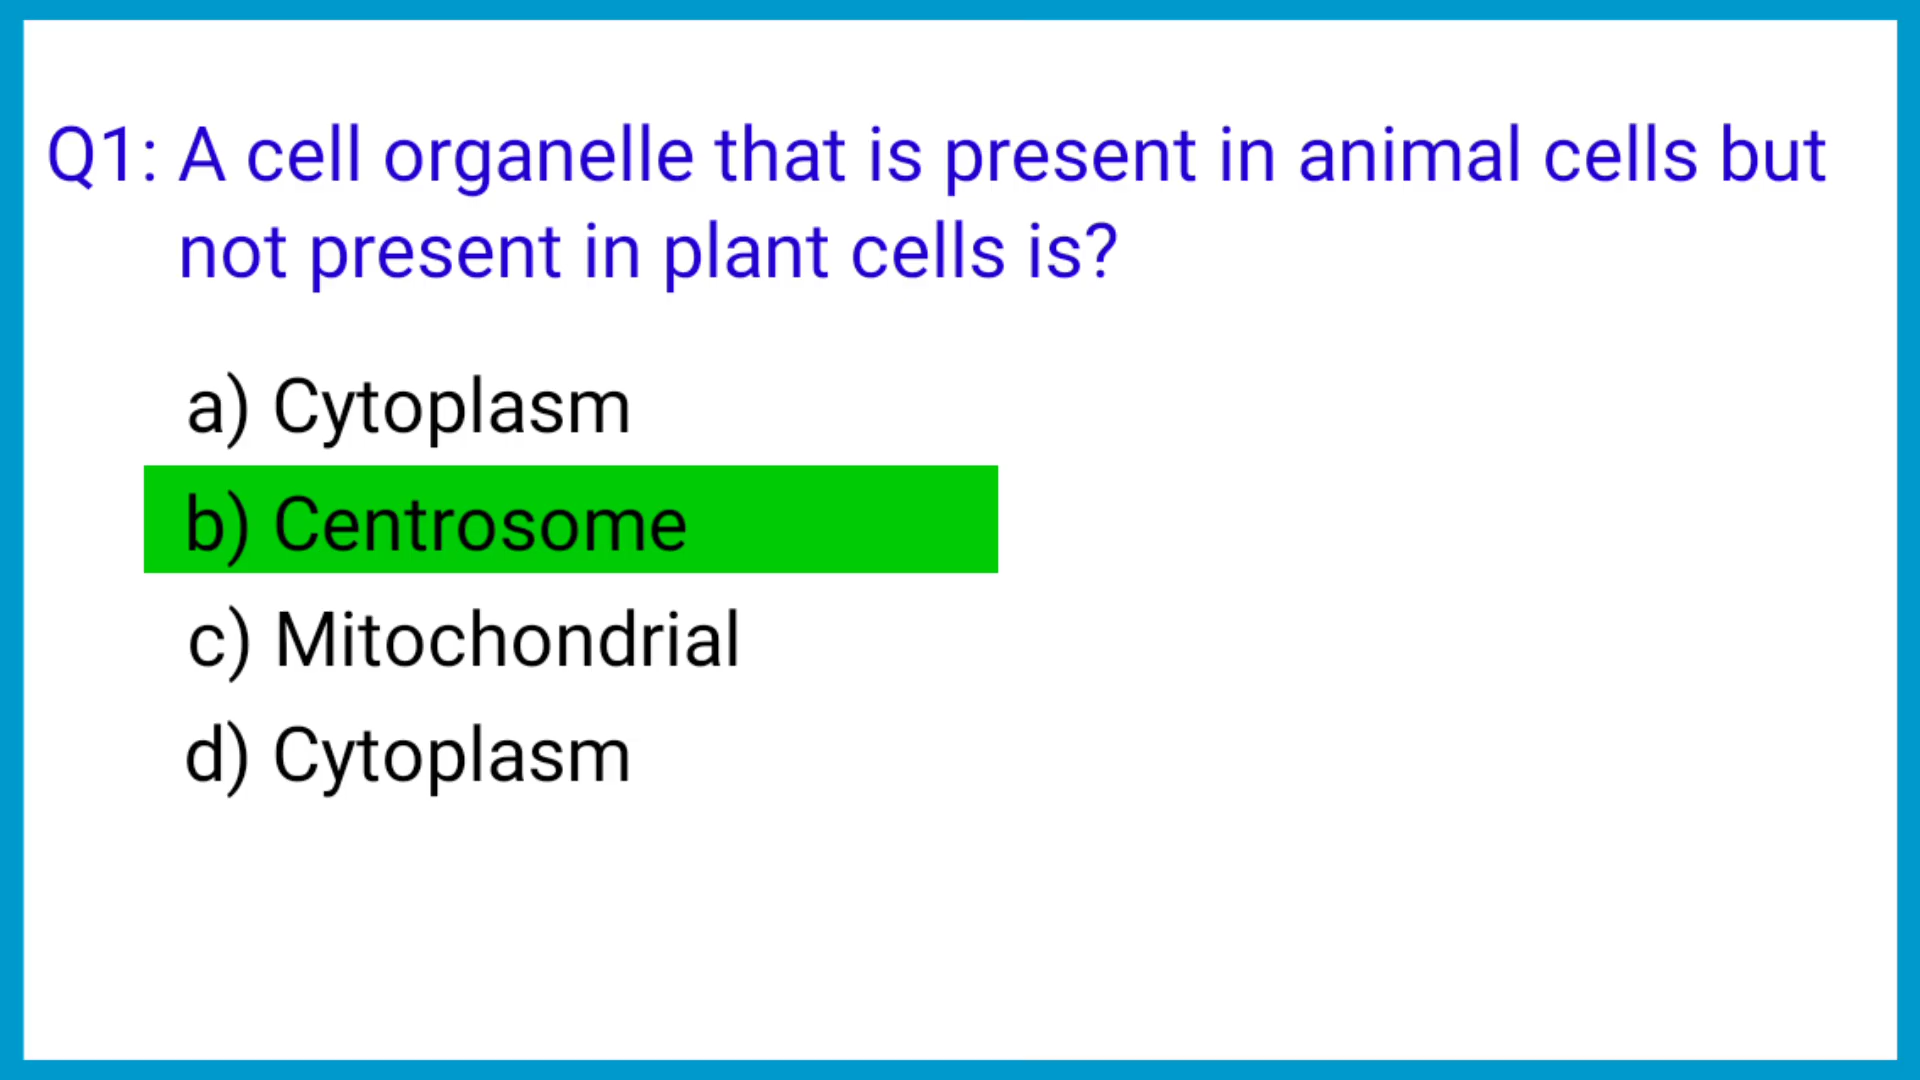 Q1: A cell organelle that is present in animal cells but
not present in plant cells is?
a) Cytoplasm
b) Centrosome
c) Mitochondrial
d) Cytoplasm